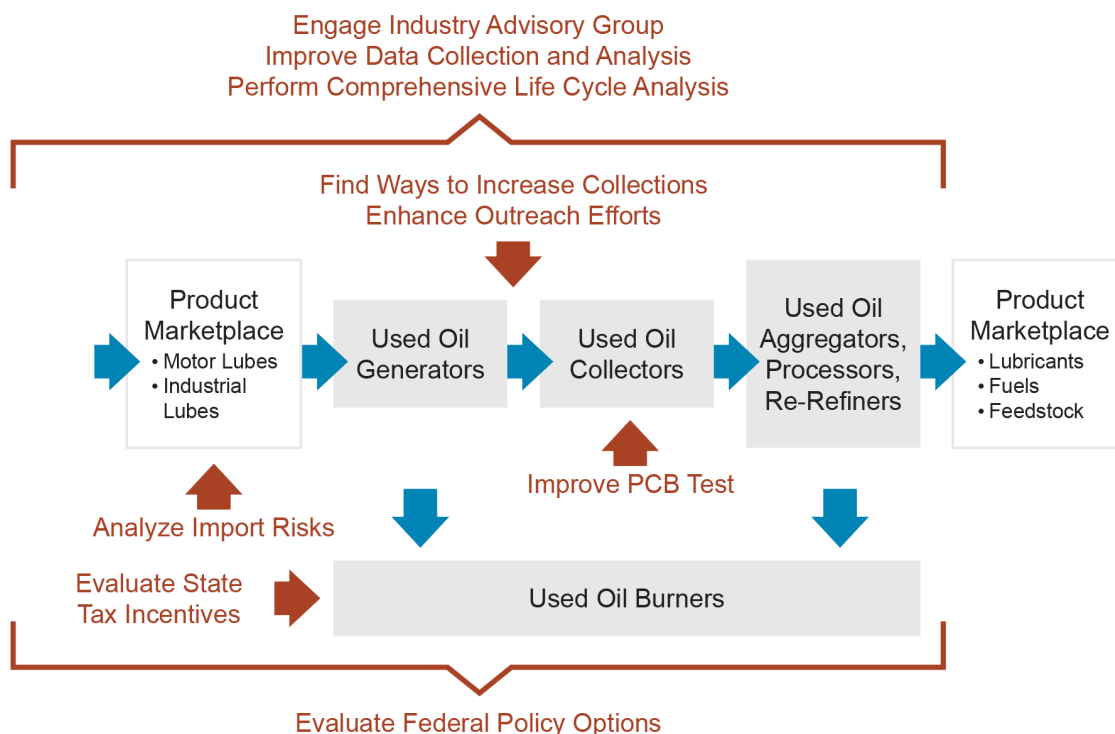 Engage Industry Advisory Group
Improve Data Collection and Analysis
Perform Comprehensive Life Cycle Analysis
Find Ways to Increase Collections
Enhance Outreach Efforts
Product
Marketplace
• Motor Lubes
• Industrial
Lubes
Used Oil
Generators
Used Oil
Collectors
Used Oil
Aggregators,
Processors,
Re-Refiners
Product
Marketplace
• Lubricants
• Fuels
• Feedstock
Improve PCB Test
Analyze Import Risks
Evaluate State
Tax Incentives
Used Oil Burners
Evaluate Federal Policy Options